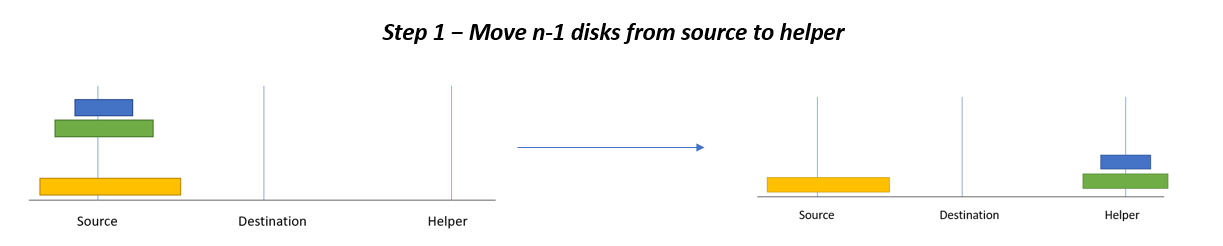 Step 1 – Move n-1 disks from source to helper
Source Destination Helper
Source Destination Helper